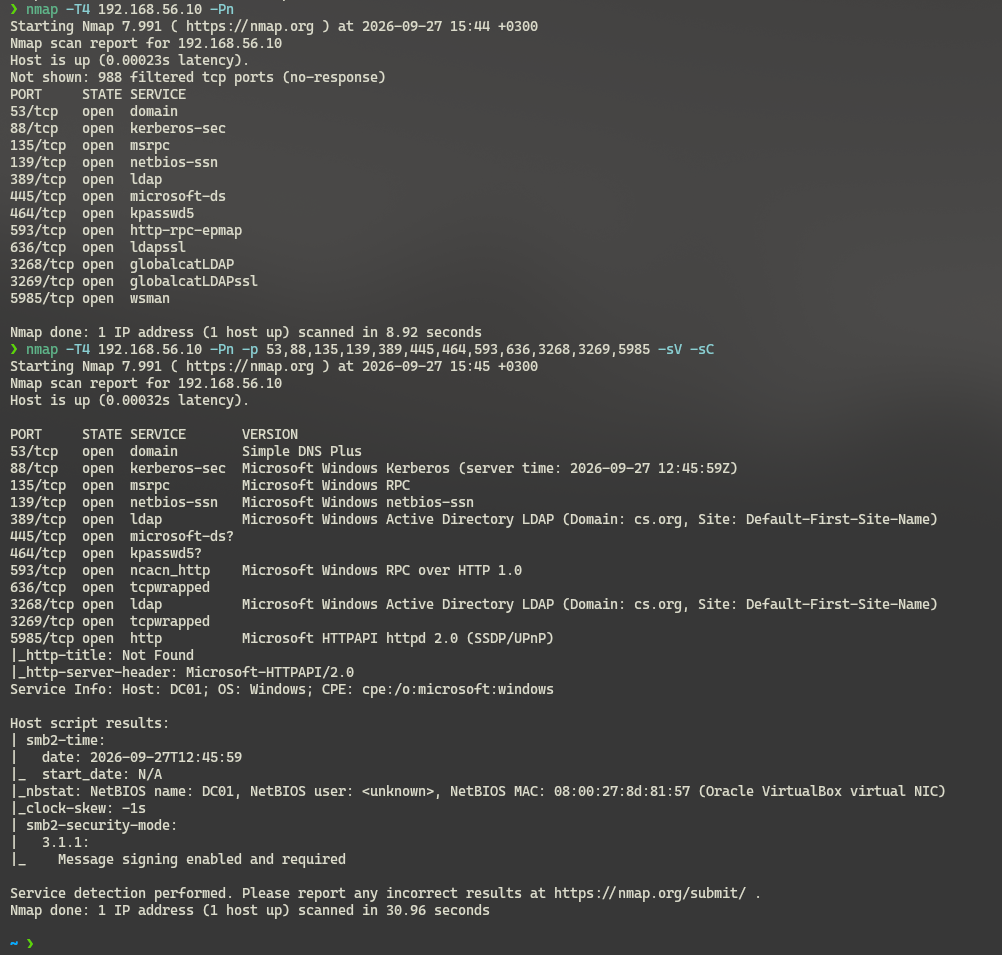 ❯ nmap -T4 192.168.56.10 -Pn
Starting Nmap 7.991 ( https://nmap.org ) at 2026-09-27 15:44 +0300
Nmap scan report for 192.168.56.10
Host is up (0.00023s latency).
Not shown: 988 filtered tcp ports (no-response)
PORT     STATE SERVICE
53/tcp   open  domain
88/tcp   open  kerberos-sec
135/tcp  open  msrpc
139/tcp  open  netbios-ssn
389/tcp  open  ldap
445/tcp  open  microsoft-ds
464/tcp  open  kpasswd5
593/tcp  open  http-rpc-epmap
636/tcp  open  ldapssl
3268/tcp open  globalcatLDAP
3269/tcp open  globalcatLDAPssl
5985/tcp open  wsman

Nmap done: 1 IP address (1 host up) scanned in 8.92 seconds
❯ nmap -T4 192.168.56.10 -Pn -p 53,88,135,139,389,445,464,593,636,3268,3269,5985 -sV -sC
Starting Nmap 7.991 ( https://nmap.org ) at 2026-09-27 15:45 +0300
Nmap scan report for 192.168.56.10
Host is up (0.00032s latency).

PORT     STATE SERVICE       VERSION
53/tcp   open  domain        Simple DNS Plus
88/tcp   open  kerberos-sec  Microsoft Windows Kerberos (server time: 2026-09-27 12:45:59Z)
135/tcp  open  msrpc         Microsoft Windows RPC
139/tcp  open  netbios-ssn   Microsoft Windows netbios-ssn
389/tcp  open  ldap          Microsoft Windows Active Directory LDAP (Domain: cs.org, Site: Default-First-Site-Name)
445/tcp  open  microsoft-ds?
464/tcp  open  kpasswd5?
593/tcp  open  ncacn_http    Microsoft Windows RPC over HTTP 1.0
636/tcp  open  tcpwrapped
3268/tcp open  ldap          Microsoft Windows Active Directory LDAP (Domain: cs.org, Site: Default-First-Site-Name)
3269/tcp open  tcpwrapped
5985/tcp open  http          Microsoft HTTPAPI httpd 2.0 (SSDP/UPnP)
|_http-title: Not Found
|_http-server-header: Microsoft-HTTPAPI/2.0
Service Info: Host: DC01; OS: Windows; CPE: cpe:/o:microsoft:windows

Host script results:
| smb2-time:
|   date: 2026-09-27T12:45:59
|_  start_date: N/A
|_nbstat: NetBIOS name: DC01, NetBIOS user: <unknown>, NetBIOS MAC: 08:00:27:8d:81:57 (Oracle VirtualBox virtual NIC)
|_clock-skew: -1s
| smb2-security-mode:
|   3.1.1:
|_    Message signing enabled and required

Service detection performed. Please report any incorrect results at https://nmap.org/submit/ .
Nmap done: 1 IP address (1 host up) scanned in 30.96 seconds

~ ❯